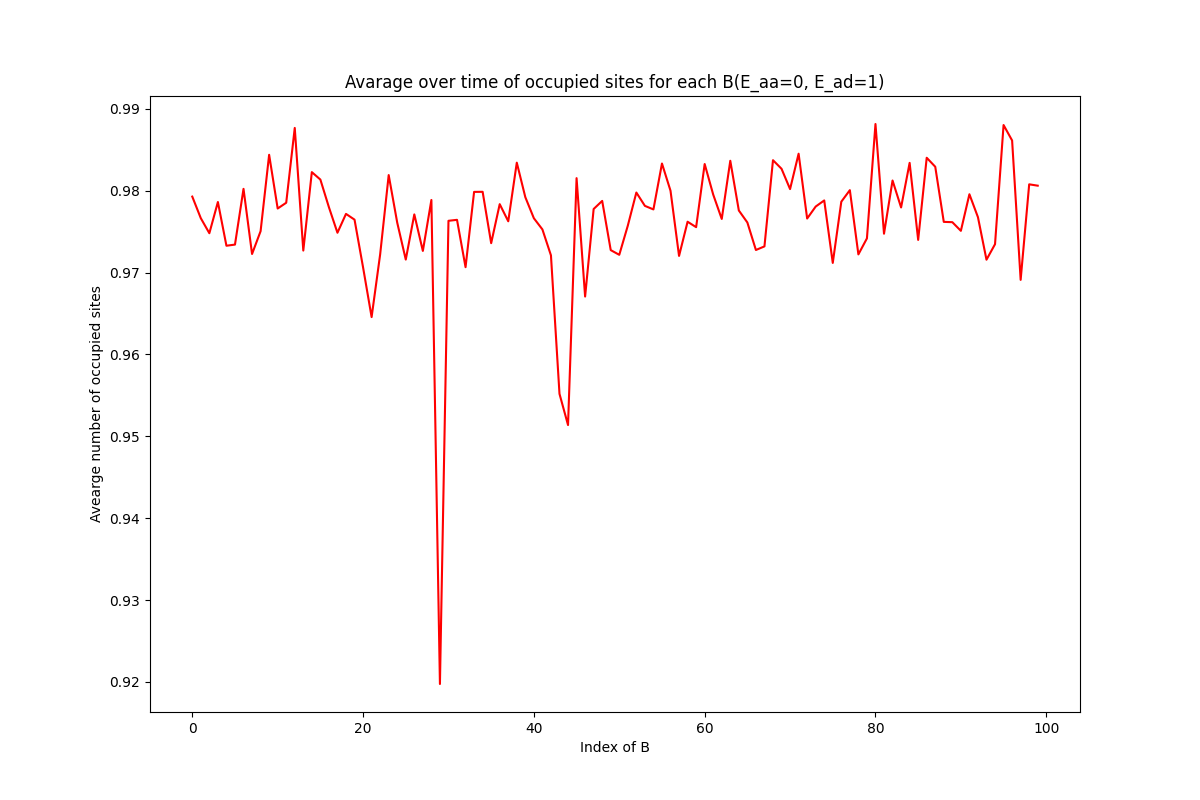 Avarage over time of occupied sites for each B(E_aa=0, E_ad=1)
0.99
0.98
0.97
0.96
0.95
0.94
0.93
0.92
Avearge number of occupied sites
0 20 40 60 80 100
Index of B